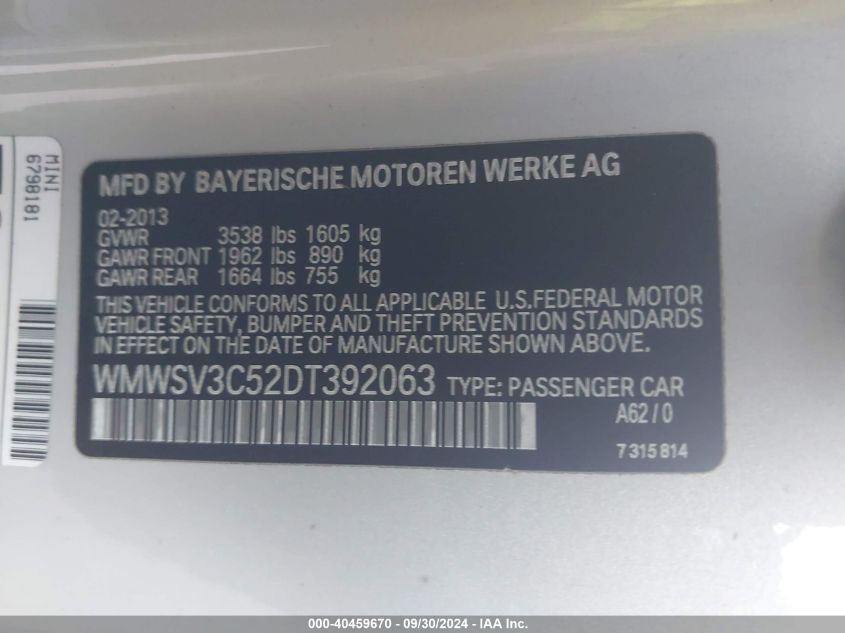 MINI
6798181
MFD BY BAYERISCHE MOTOREN WERKE AG
02-2013
GVWR 3538 lbs 1605 kg
GAWR FRONT 1962 lbs 890 kg
GAWR REAR 1664 lbs 755 kg
THIS VEHICLE CONFORMS TO ALL APPLICABLE U.S.FEDERAL MOTOR
VEHICLE SAFETY, BUMPER AND THEFT PREVENTION STANDARDS
IN EFFECT ON THE DATE OF MANUFACTURE SHOWN ABOVE.
WMWSV3C52DT392063 TYPE: PASSENGER CAR
A62/0
7315814
000-40459670 - 09/30/2024 - IAA Inc.